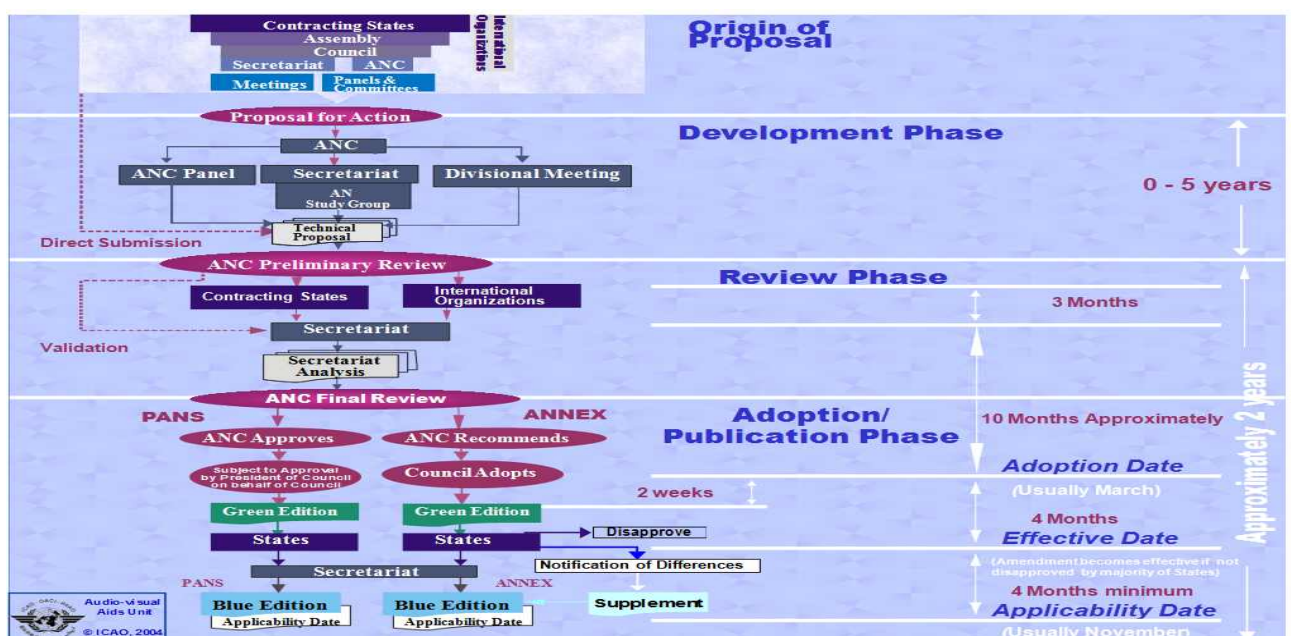 Contracting States
Assembly
Council
Secretariat ANC
Meetings Panels &
Committees
International
Organizations
Origin of
Proposal
Proposal for Action
Development Phase
ANC
ANC Panel Secretariat Divisional Meeting
AN
Study Group
0 - 5 years
Technical
Proposal
Direct Submission
ANC Preliminary Review
Review Phase
Contracting States International
Organizations
3 Months
Secretariat
Validation
Secretariat
Analysis
ANC Final Review
PANS ANNEX
Adoption/
Publication Phase
10 Months Approximately
Approximately 2 years
ANC Approves ANC Recommends
Subject to Approval
by President of Council
on behalf of Council
Council Adopts
Adoption Date
(Usually March)
2 weeks
Green Edition Green Edition
4 Months
Effective Date
States States Disapprove
Notification of Differences
(Amendment becomes effective if not
disapproved by majority of States)
Secretariat
PANS ANNEX
4 Months minimum
Applicability Date
(Usually November)
Blue Edition Blue Edition Supplement
Applicability Date Applicability Date
Audio-visual
Aids Unit
© ICAO, 2004